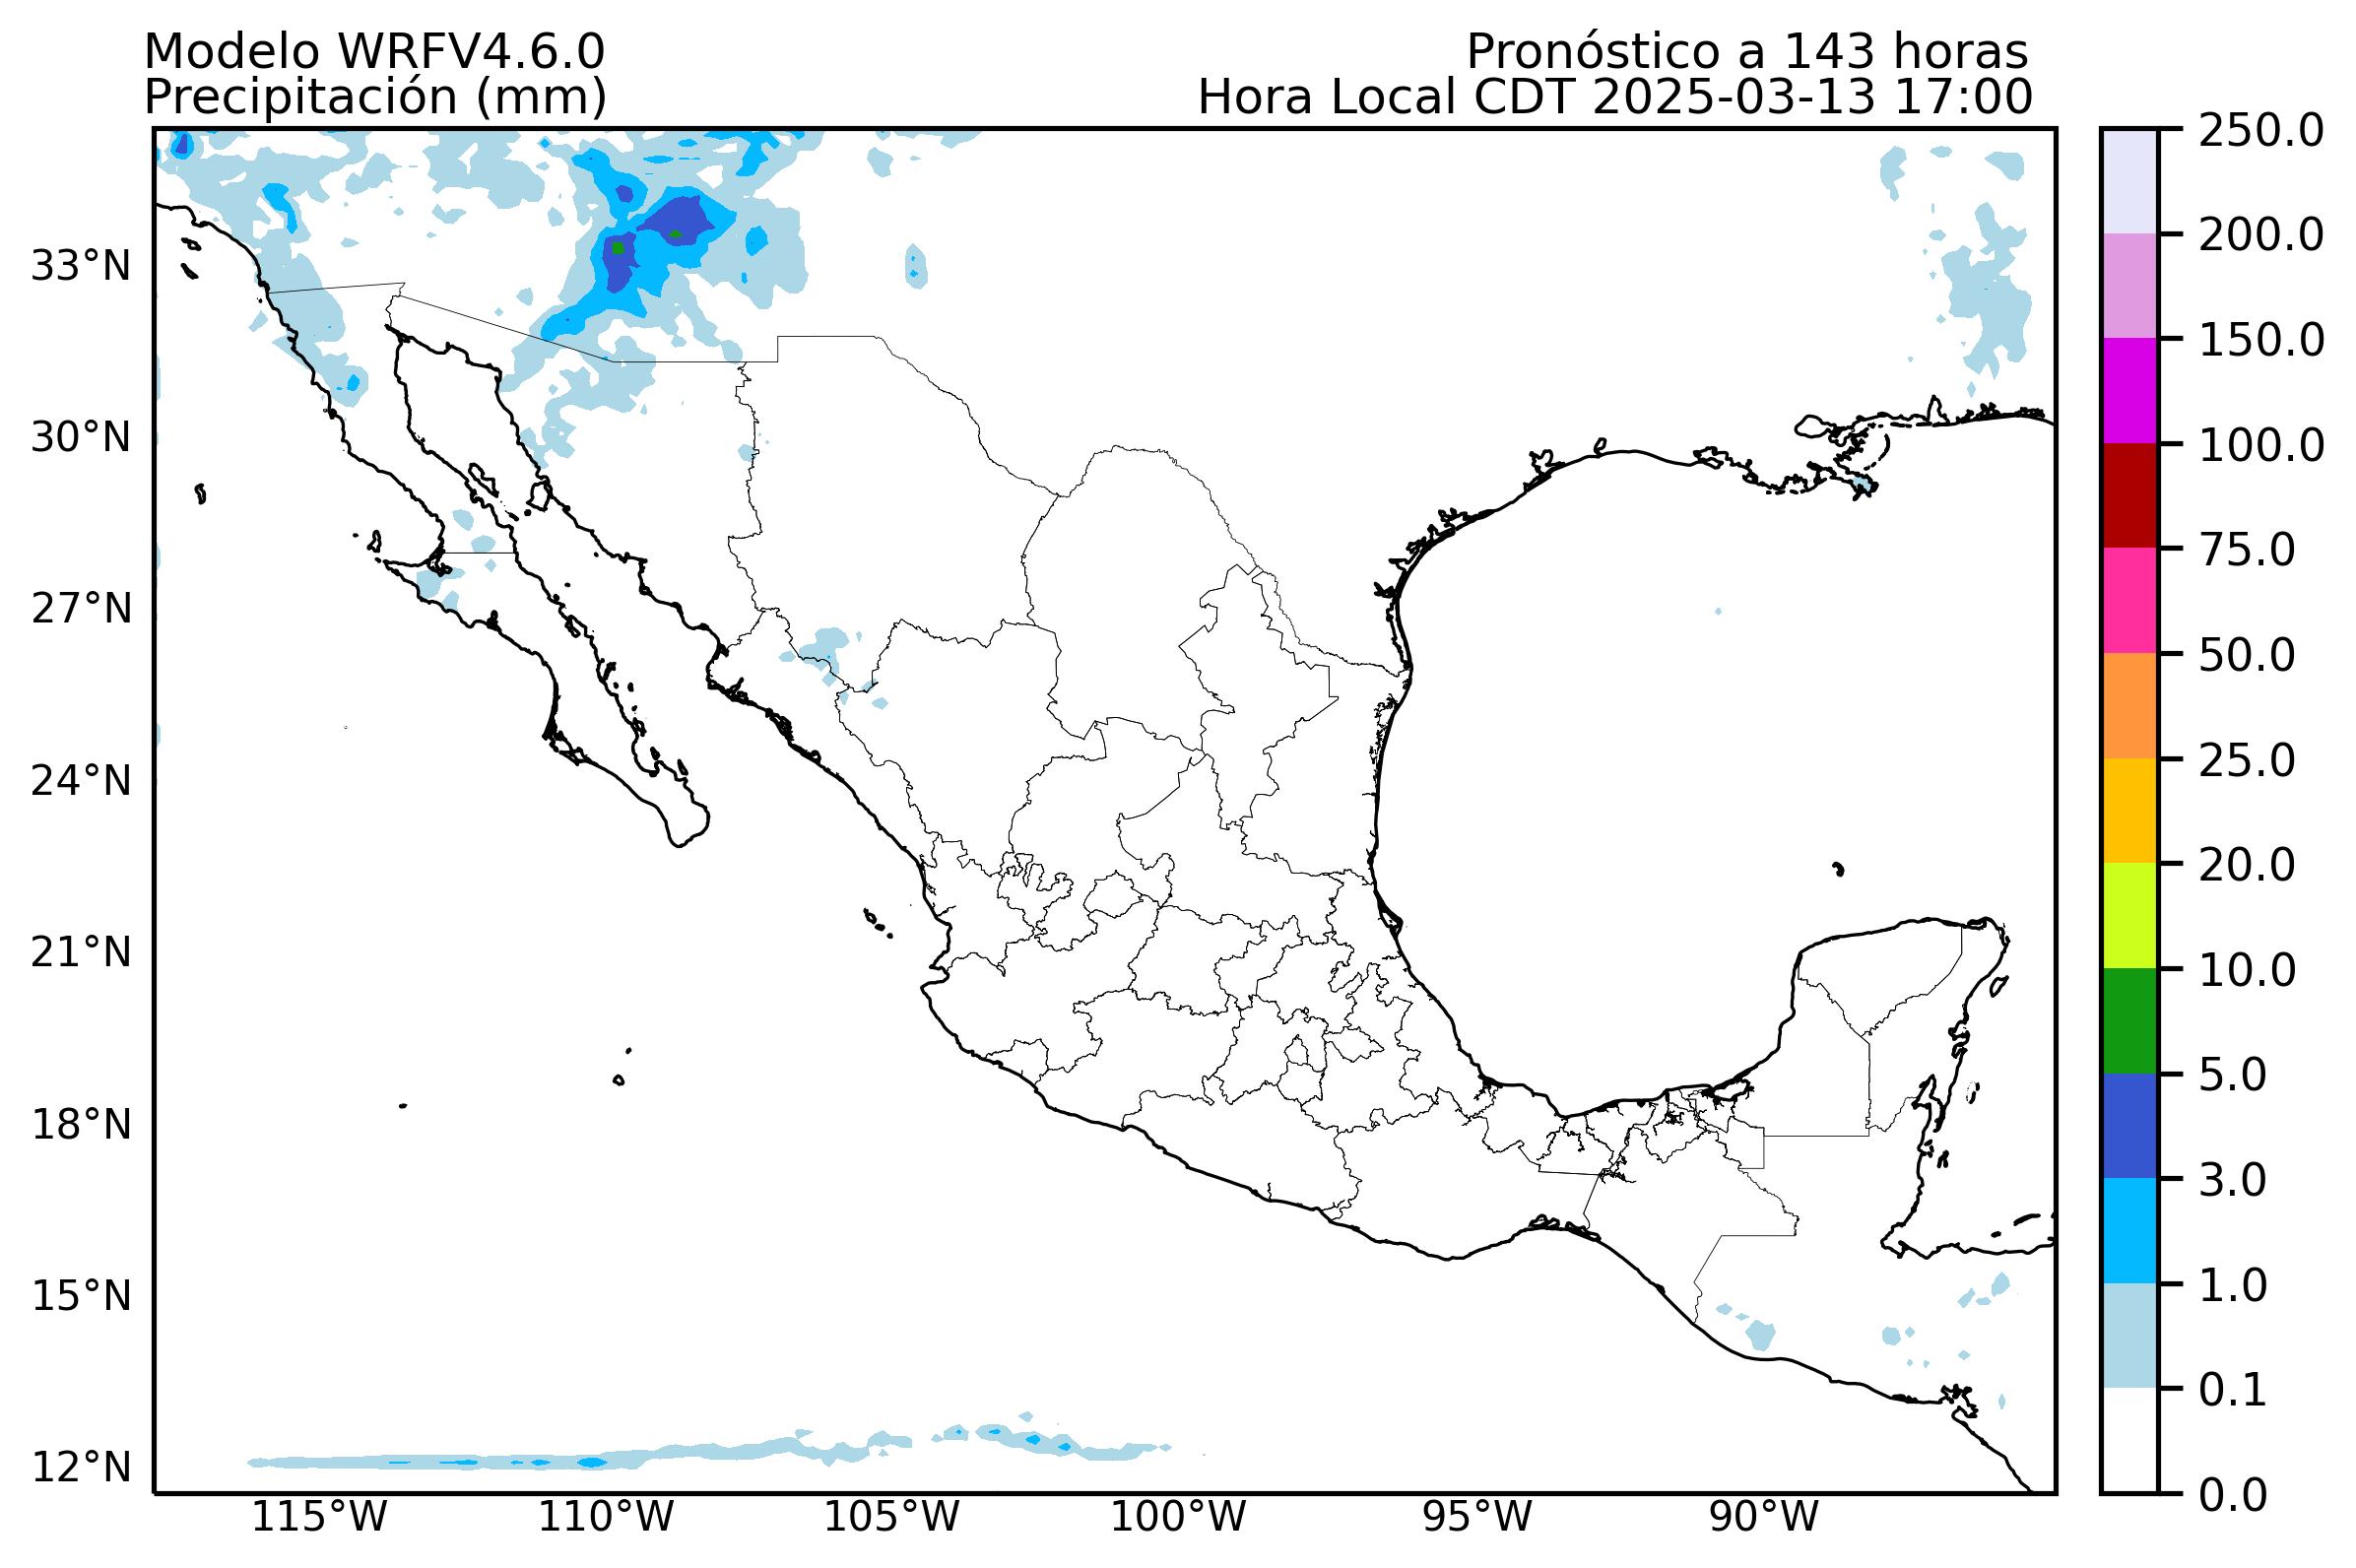 Modelo WRFV4.6.0
Precipitación (mm)
Pronóstico a 143 horas
Hora Local CDT 2025-03-13 17:00
33°N
30°N
27°N
24°N
21°N
18°N
15°N
12°N
115°W
110°W
105°W
100°W
95°W
90°W
250.0
200.0
150.0
100.0
75.0
50.0
25.0
20.0
10.0
5.0
3.0
1.0
0.1
0.0